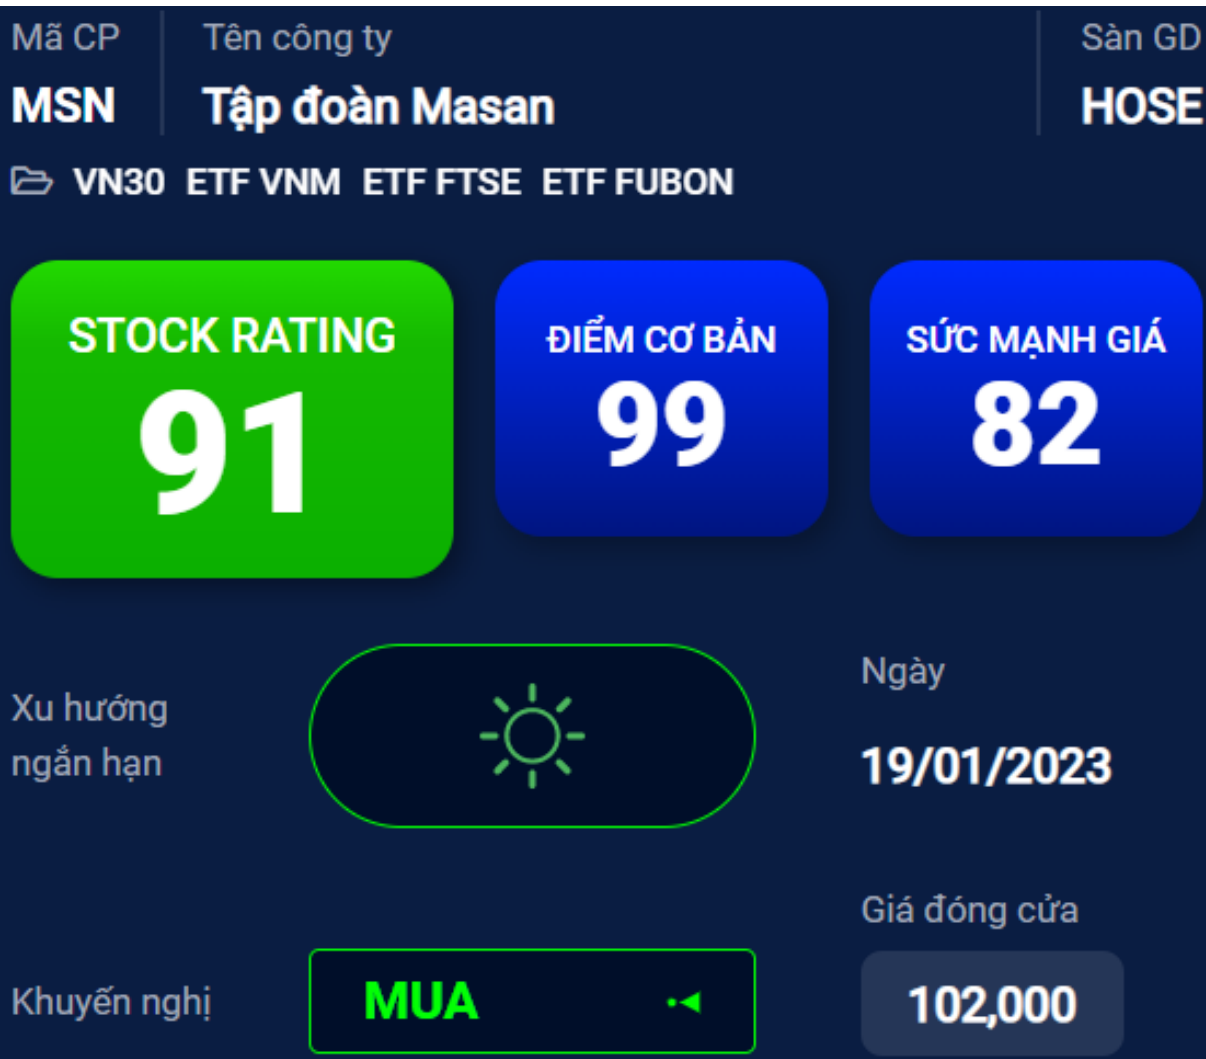 Mã CP Tên công ty Sàn GD
MSN Tập đoàn Masan HOSE
VN30 ETF VNM ETF FTSE ETF FUBON
STOCK RATING
91
ĐIỂM CƠ BẢN
99
SỨC MẠNH GIÁ
82
Xu hướng
ngắn hạn
Ngày
19/01/2023
Giá đóng cửa
Khuyến nghị
MUA
102,000